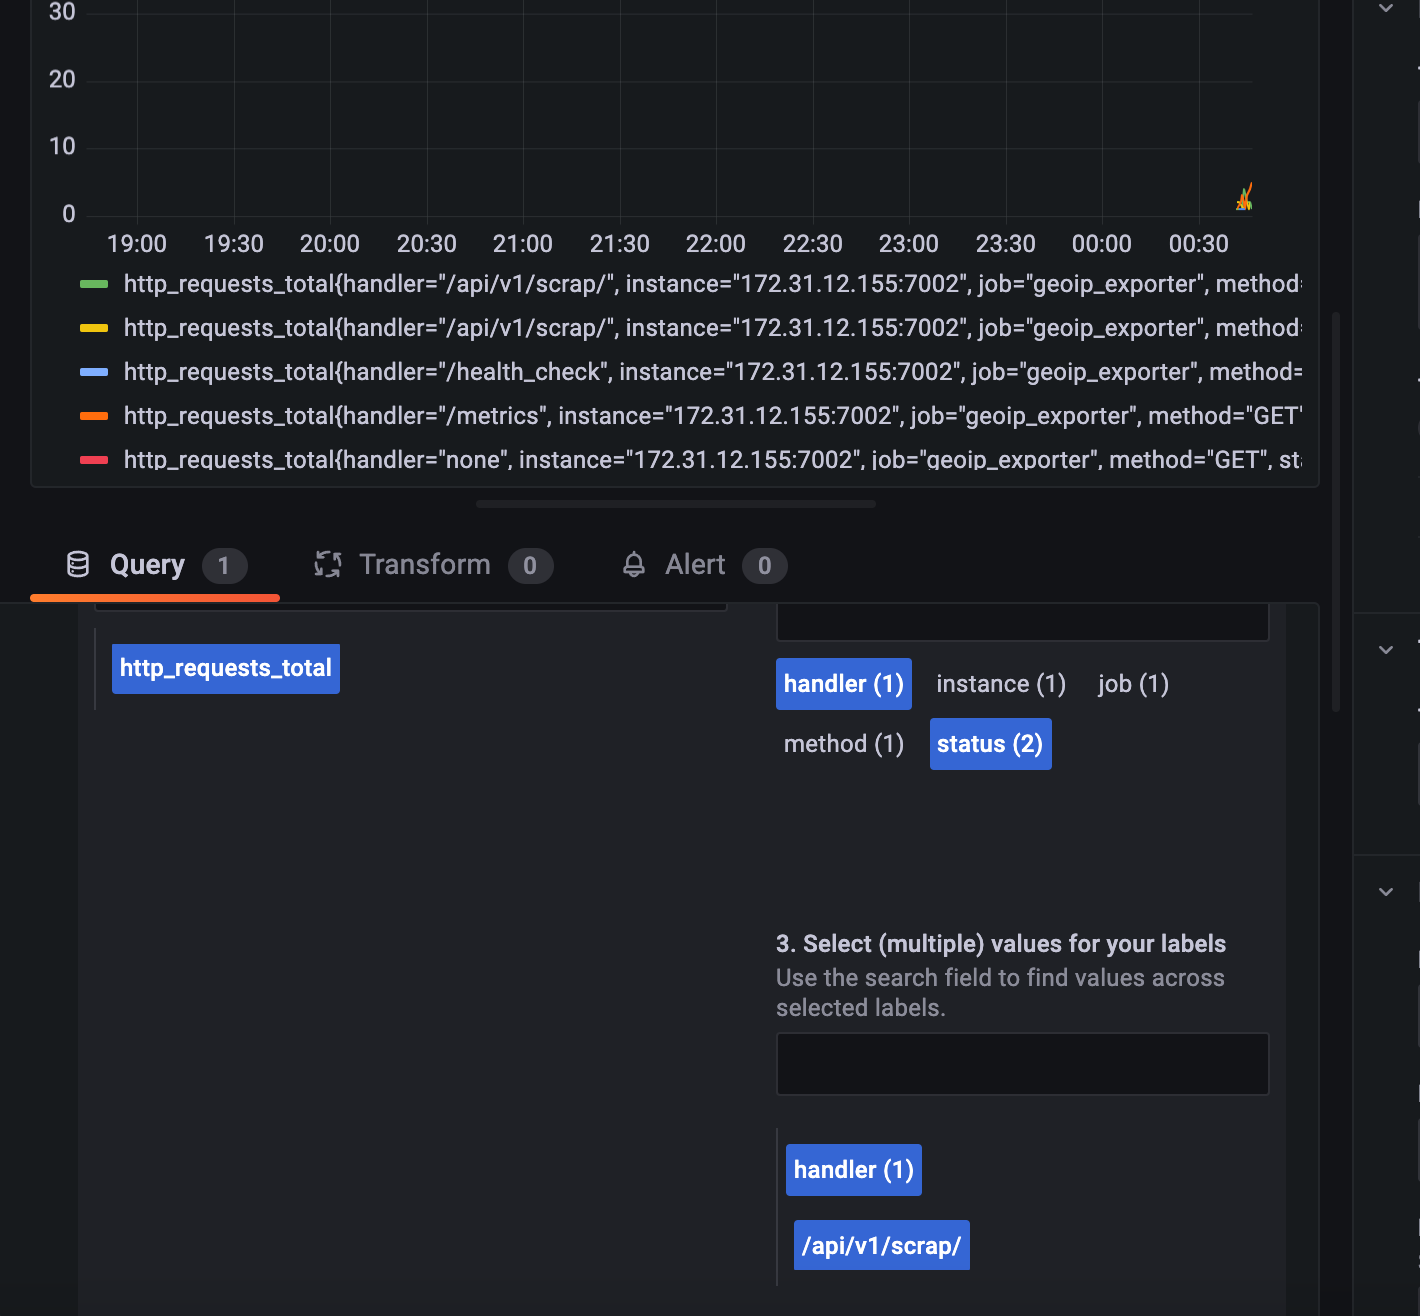 30
20
10
0
19:00 19:30 20:00 20:30 21:00 21:30 22:00 22:30 23:00 23:30 00:00 00:30
http_requests_total{handler="/api/v1/scrap/", instance="172.31.12.155:7002", job="geoip_exporter", method=
http_requests_total{handler="/api/v1/scrap/", instance="172.31.12.155:7002", job="geoip_exporter", method=
http_requests_total{handler="/health_check", instance="172.31.12.155:7002", job="geoip_exporter", method=
http_requests_total{handler="/metrics", instance="172.31.12.155:7002", job="geoip_exporter", method="GET"
http_requests_total{handler="none", instance="172.31.12.155:7002", job="geoip_exporter", method="GET", st
Query 1 Transform 0 Alert 0
http_requests_total
handler (1) instance (1) job (1)
method (1) status (2)
3. Select (multiple) values for your labels
Use the search field to find values across
selected labels.
handler (1)
/api/v1/scrap/